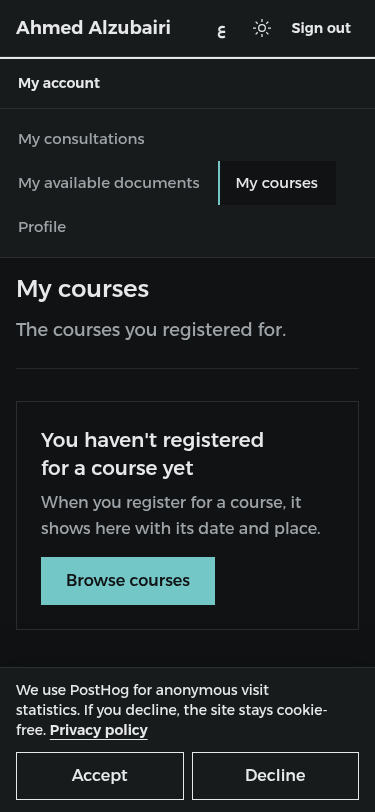 Ahmed Alzubairi
ع
Sign out
My account
My consultations
My available documents
My courses
Profile
My courses
The courses you registered for.
You haven't registered
for a course yet
When you register for a course, it
shows here with its date and place.
Browse courses
We use PostHog for anonymous visit
statistics. If you decline, the site stays cookie-
free. Privacy policy
Accept
Decline